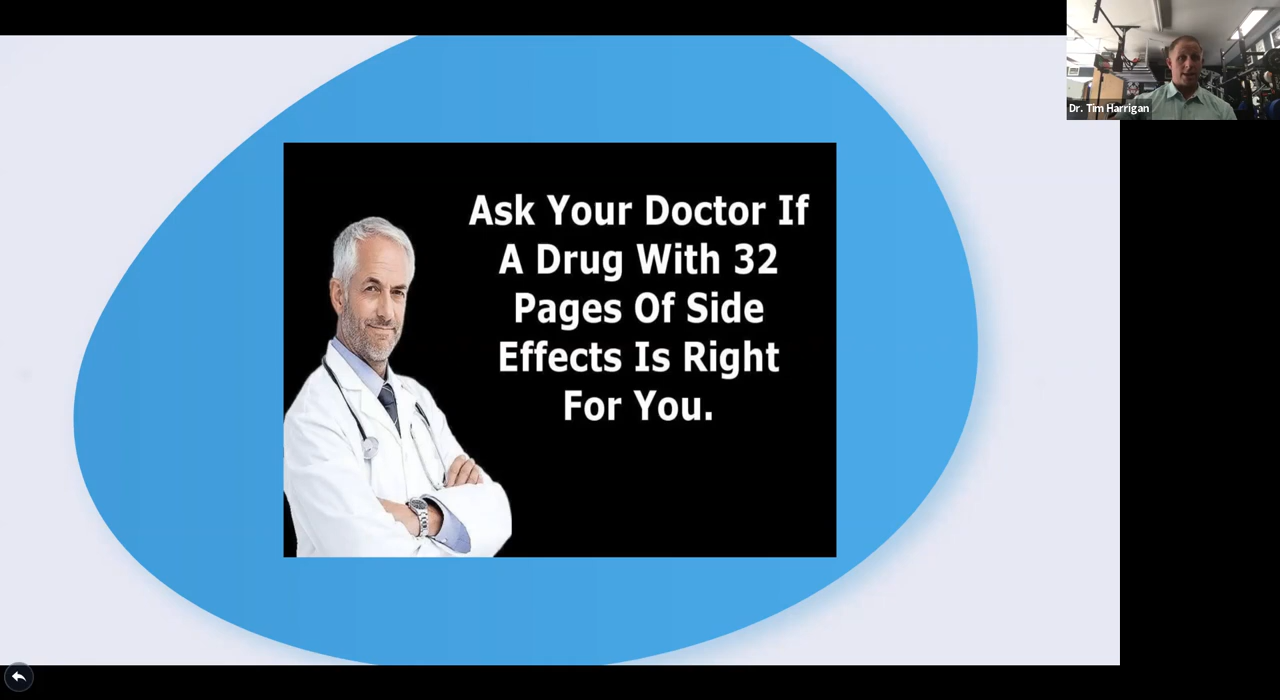 Dr. Tim Harrigan
Ask Your Doctor If
A Drug With 32
Pages Of Side
Effects Is Right
For You.